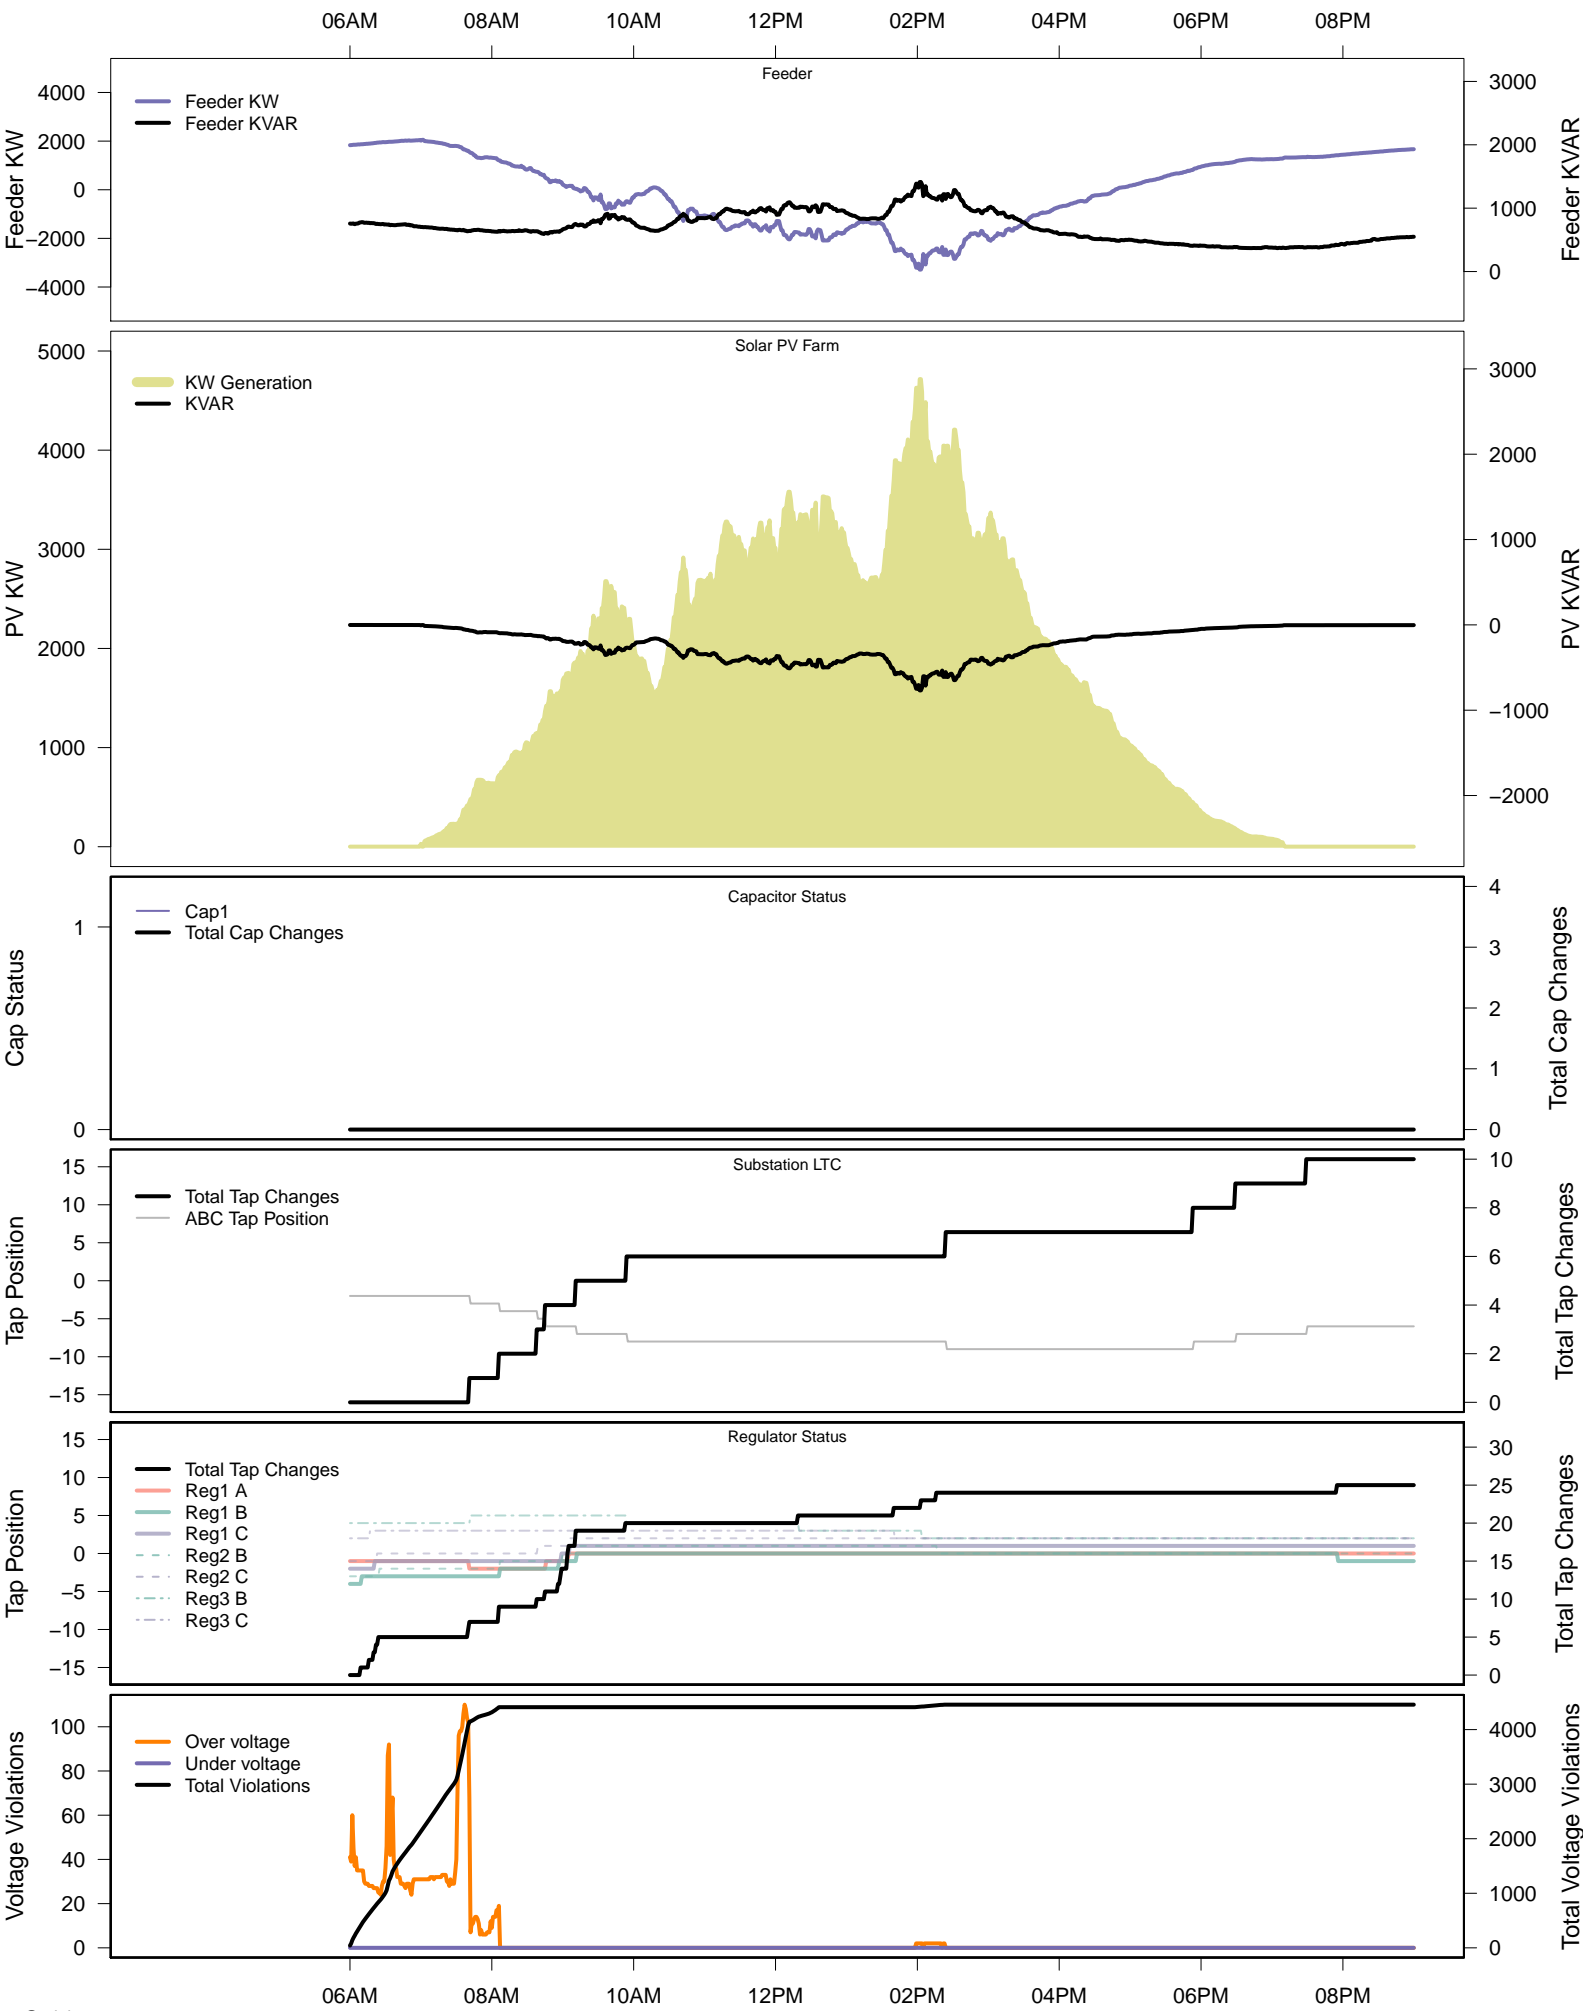 06AM 08AM 10AM 12PM 02PM 04PM 06PM 08PM
Feeder
Feeder KW
Feeder KVAR
4000
2000
0
−2000
−4000
Feeder KW
3000
2000
1000
0
Feeder KVAR
Solar PV Farm
KW Generation
KVAR
5000
4000
3000
2000
1000
0
PV KW
3000
2000
1000
0
−1000
−2000
PV KVAR
Capacitor Status
Cap1
Total Cap Changes
1
0
Cap Status
4
3
2
1
0
Total Cap Changes
Substation LTC
Total Tap Changes
ABC Tap Position
15
10
5
0
−5
−10
−15
Tap Position
10
8
6
4
2
0
Total Tap Changes
Regulator Status
Total Tap Changes
Reg1 A
Reg1 B
Reg1 C
Reg2 B
Reg2 C
Reg3 B
Reg3 C
15
10
5
0
−5
−10
−15
Tap Position
30
25
20
15
10
5
0
Total Tap Changes
Over voltage
Under voltage
Total Violations
100
80
60
40
20
0
Voltage Violations
4000
3000
2000
1000
0
Total Voltage Violations
06AM 08AM 10AM 12PM 02PM 04PM 06PM 08PM